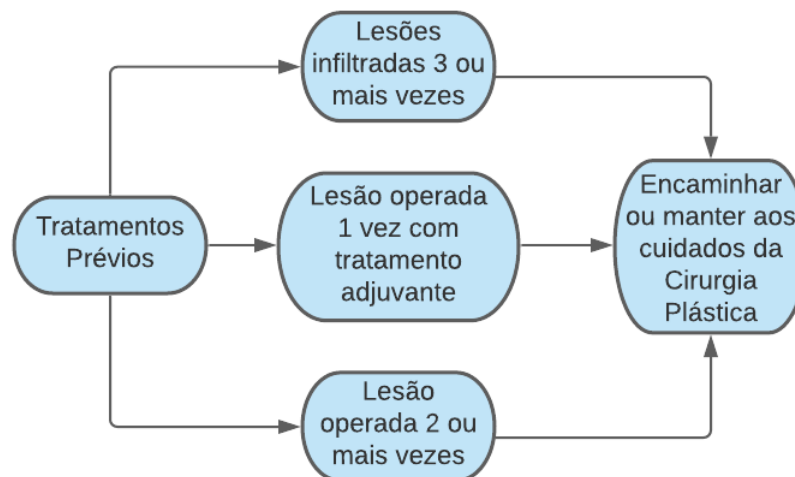 Lesões
infiltradas 3 ou
mais vezes
Tratamentos
Prévios
Lesão operada
1 vez com
tratamento
adjuvante
Encaminhar
ou manter aos
cuidados da
Cirurgia
Plástica
Lesão
operada 2 ou
mais vezes